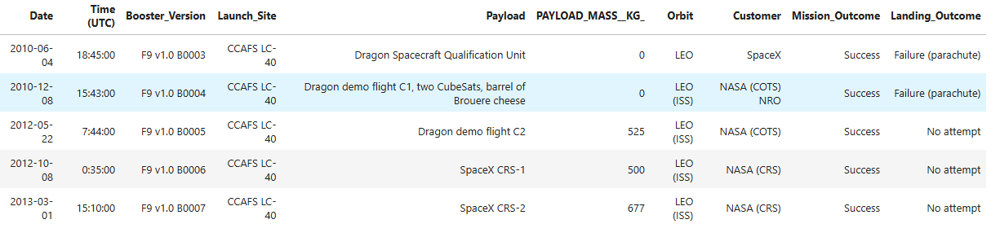 Date Time (UTC) Booster_Version Launch_Site Payload PAYLOAD_MASS__KG_ Orbit Customer Mission_Outcome Landing_Outcome
2010-06-04 18:45:00 F9 v1.0 B0003 CCAFS LC-40 Dragon Spacecraft Qualification Unit 0 LEO SpaceX Success Failure (parachute)
2010-12-08 15:43:00 F9 v1.0 B0004 CCAFS LC-40 Dragon demo flight C1, two CubeSats, barrel of Brouere cheese 0 LEO (ISS) NASA (COTS) NRO Success Failure (parachute)
2012-05-22 7:44:00 F9 v1.0 B0005 CCAFS LC-40 Dragon demo flight C2 525 LEO (ISS) NASA (COTS) Success No attempt
2012-10-08 0:35:00 F9 v1.0 B0006 CCAFS LC-40 SpaceX CRS-1 500 LEO (ISS) NASA (CRS) Success No attempt
2013-03-01 15:10:00 F9 v1.0 B0007 CCAFS LC-40 SpaceX CRS-2 677 LEO (ISS) NASA (CRS) Success No attempt